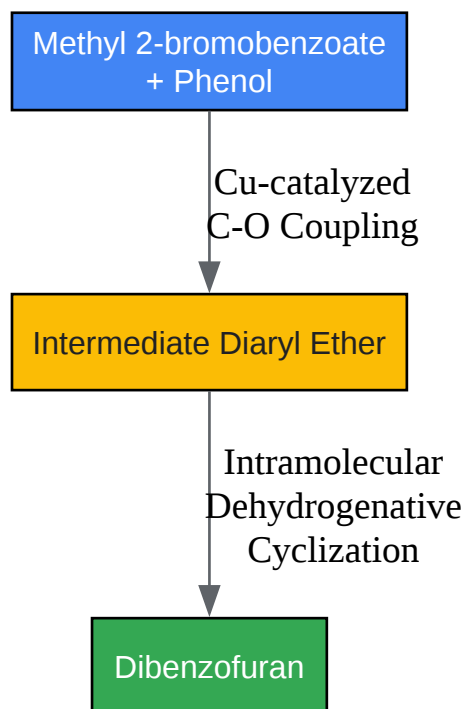 Methyl 2-bromobenzoate
+ Phenol
Cu-catalyzed
C-O Coupling
Intermediate Diaryl Ether
Intramolecular
Dehydrogenative
Cyclization
Dibenzofuran